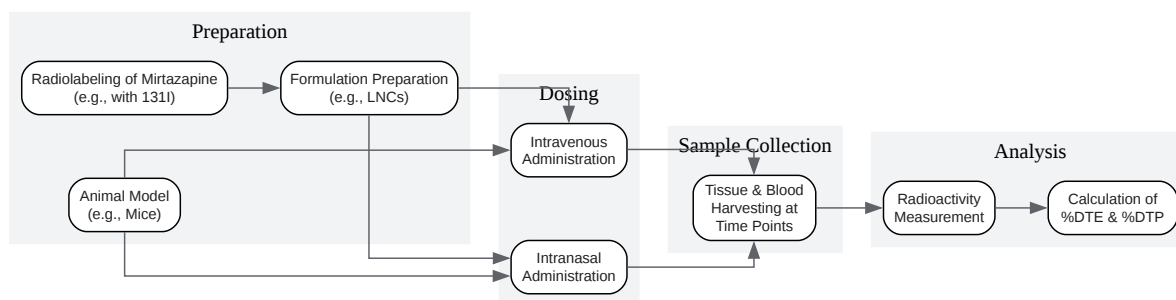 Preparation
Radiolabeling of Mirtazapine
(e.g., with 131I)
Formulation Preparation
(e.g., LNCs)
Animal Model
(e.g., Mice)
Dosing
Intravenous
Administration
Intranasal
Administration
Sample Collection
Tissue & Blood
Harvesting at
Time Points
Analysis
Radioactivity
Measurement
Calculation of
%DTE & %DTP